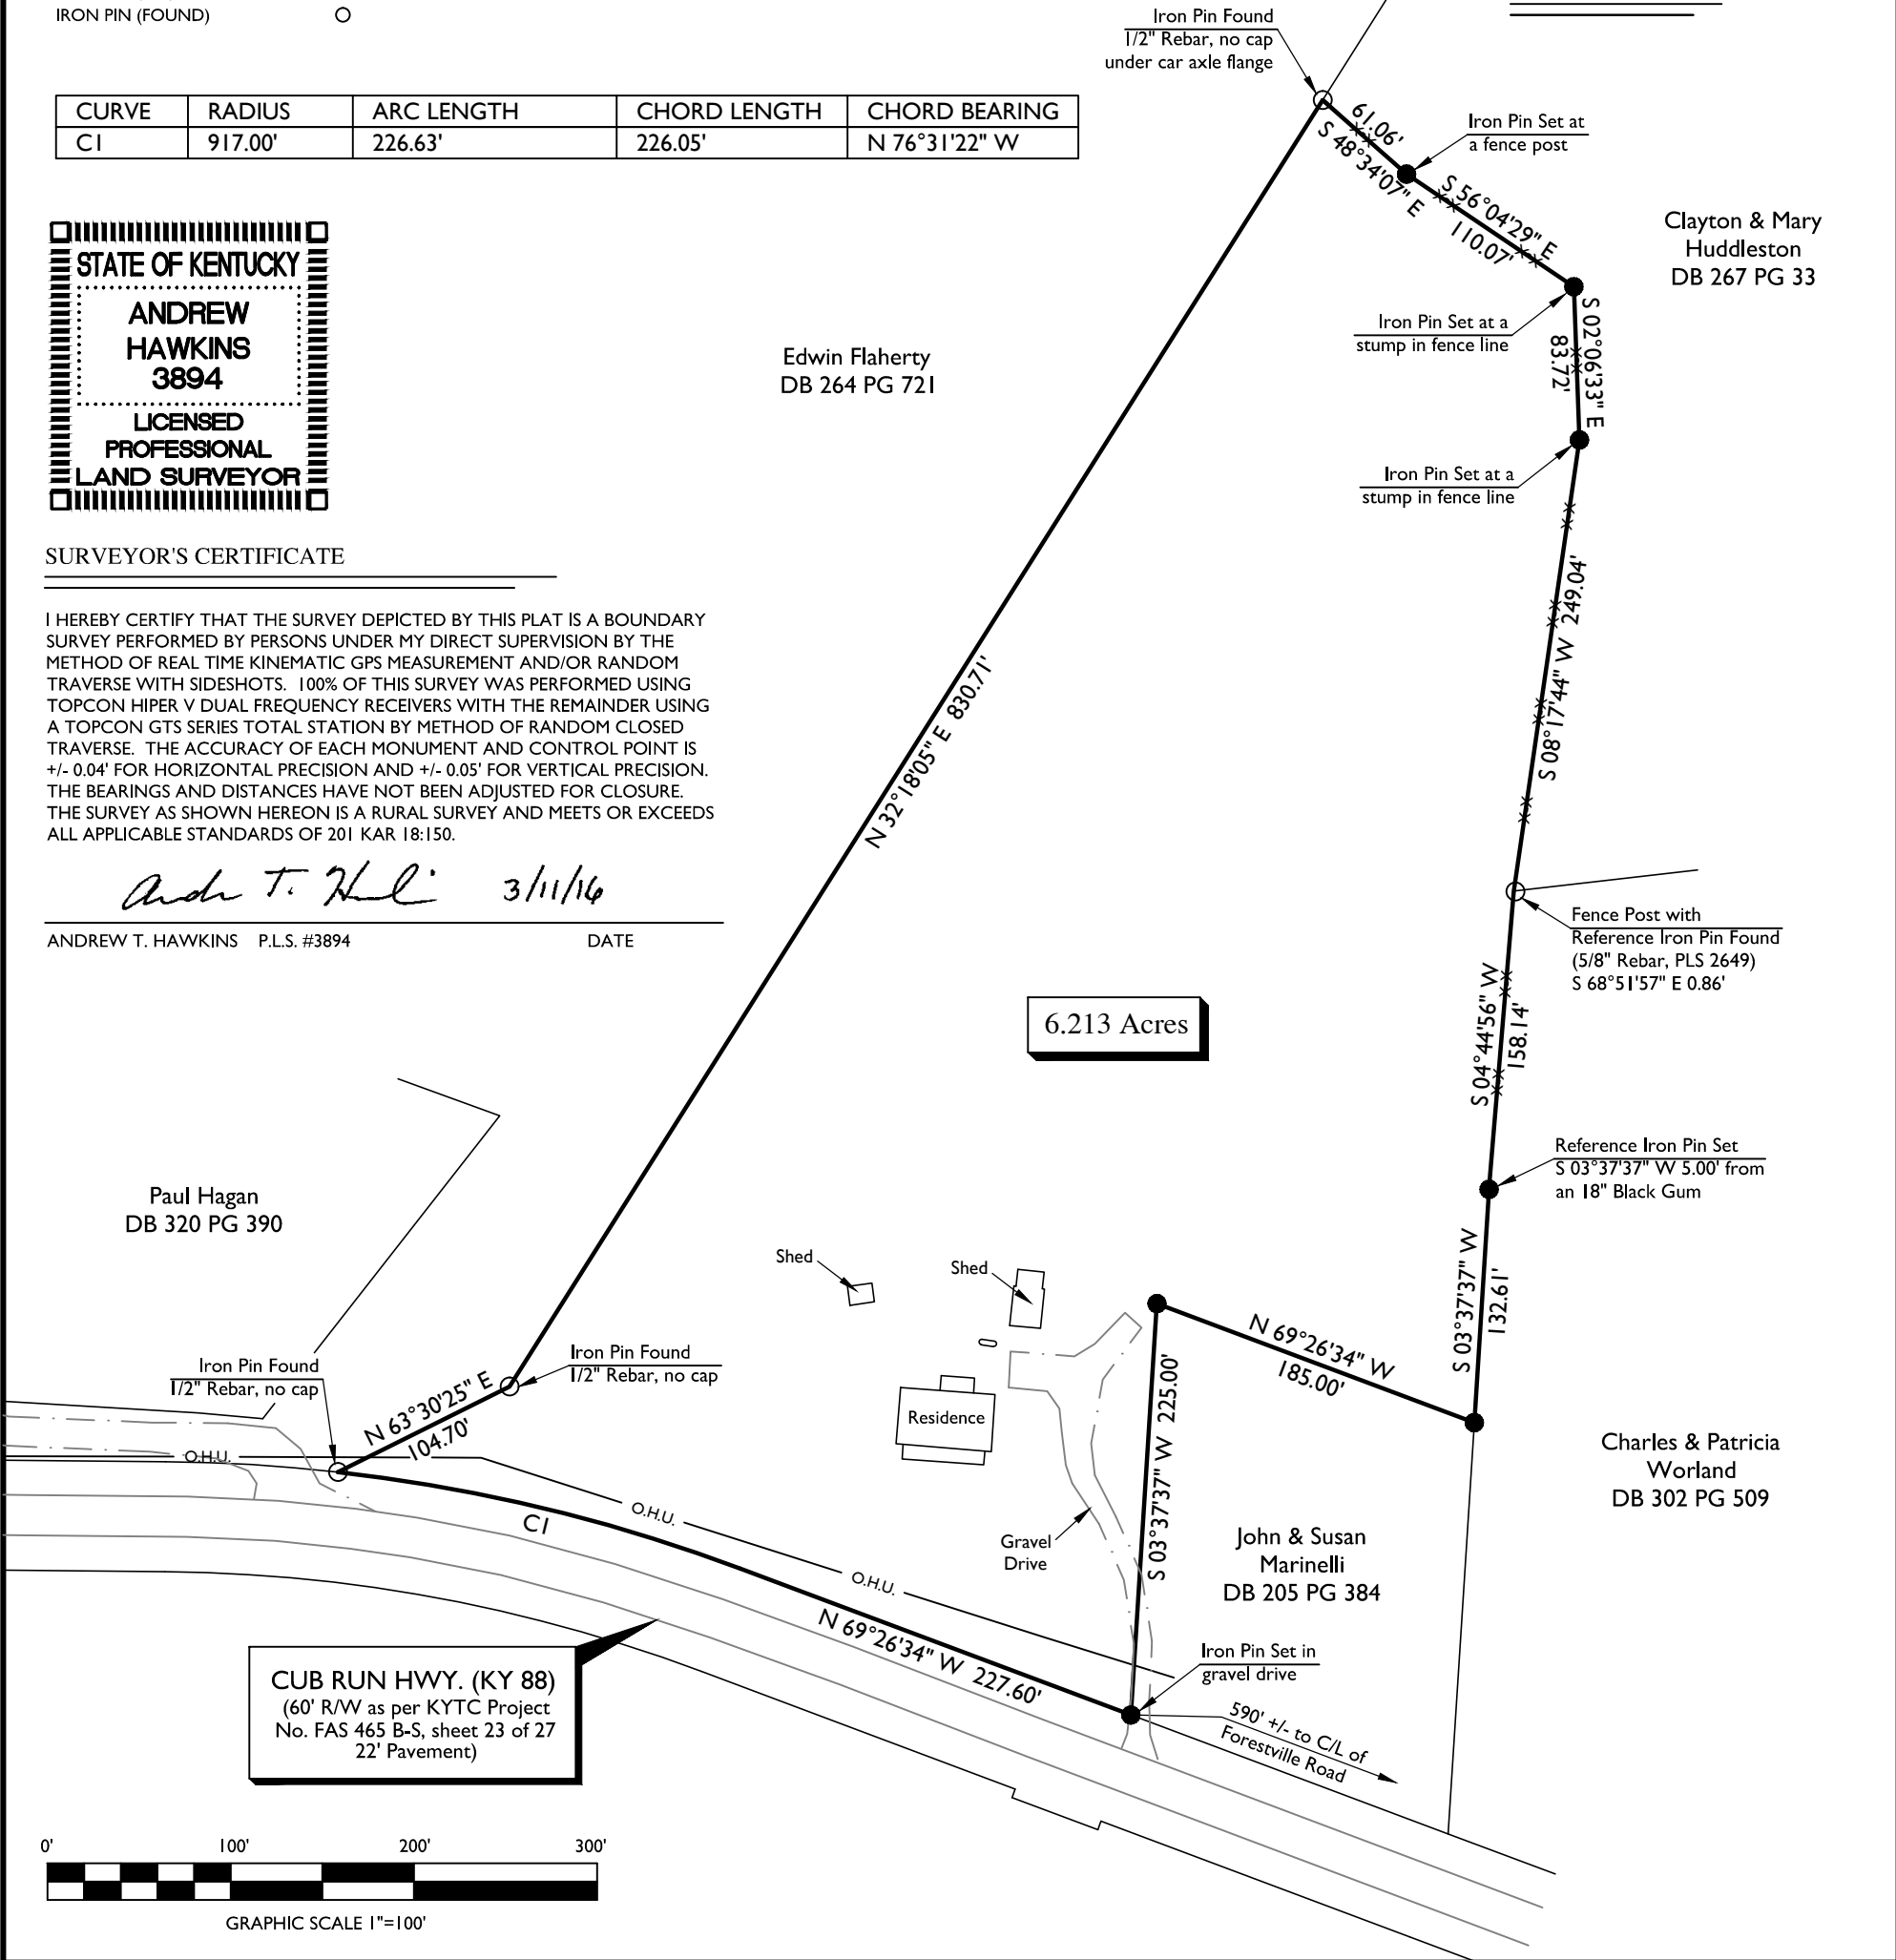 IRON PIN (FOUND)
CURVE RADIUS ARC LENGTH CHORD LENGTH CHORD BEARING
C1 917.00' 226.63' 226.05' N 76°31'22" W
STATE OF KENTUCKY
ANDREW
HAWKINS
3894
LICENSED
PROFESSIONAL
LAND SURVEYOR
SURVEYOR'S CERTIFICATE
I HEREBY CERTIFY THAT THE SURVEY DEPICTED BY THIS PLAT IS A BOUNDARY
SURVEY PERFORMED BY PERSONS UNDER MY DIRECT SUPERVISION BY THE
METHOD OF REAL TIME KINEMATIC GPS MEASUREMENT AND/OR RANDOM
TRAVERSE WITH SIDESHOTS. 100% OF THIS SURVEY WAS PERFORMED USING
TOPCON HIPER V DUAL FREQUENCY RECEIVERS WITH THE REMAINDER USING
A TOPCON GTS SERIES TOTAL STATION BY METHOD OF RANDOM CLOSED
TRAVERSE. THE ACCURACY OF EACH MONUMENT AND CONTROL POINT IS
+/- 0.04' FOR HORIZONTAL PRECISION AND +/- 0.05' FOR VERTICAL PRECISION.
THE BEARINGS AND DISTANCES HAVE NOT BEEN ADJUSTED FOR CLOSURE.
THE SURVEY AS SHOWN HEREON IS A RURAL SURVEY AND MEETS OR EXCEEDS
ALL APPLICABLE STANDARDS OF 201 KAR 18:150.
3/11/16
ANDREW T. HAWKINS P.L.S. #3894 DATE
Iron Pin Found
1/2" Rebar, no cap
under car axle flange
61.06'
S 48°34'07" E
Iron Pin Set at
a fence post
S 56°04'29" E
110.07'
Clayton & Mary
Huddleston
DB 267 PG 33
Iron Pin Set at a
stump in fence line
S 02°06'33" E
83.72'
Edwin Flaherty
DB 264 PG 721
Iron Pin Set at a
stump in fence line
S 08°17'44" W 249.04'
N 32°18'05" E 830.71'
Fence Post with
Reference Iron Pin Found
(5/8" Rebar, PLS 2649)
S 68°51'57" E 0.86'
S 04°44'56" W
158.14'
6.213 Acres
Reference Iron Pin Set
S 03°37'37" W 5.00' from
an 18" Black Gum
S 03°37'37" W
132.61'
Paul Hagan
DB 320 PG 390
Shed
Shed
N 69°26'34" W
185.00'
Iron Pin Found
1/2" Rebar, no cap
Iron Pin Found
1/2" Rebar, no cap
N 63°30'25" E
104.70'
Residence
S 03°37'37" W 225.00'
Charles & Patricia
Worland
DB 302 PG 509
O.H.U.
O.H.U.
O.H.U.
C1
Gravel
Drive
John & Susan
Marinelli
DB 205 PG 384
N 69°26'34" W 227.60'
Iron Pin Set in
gravel drive
590' +/- to C/L of
Forestville Road
CUB RUN HWY. (KY 88)
(60' R/W as per KYTC Project
No. FAS 465 B-S, sheet 23 of 27
22' Pavement)
0' 100' 200' 300'
GRAPHIC SCALE 1"=100'